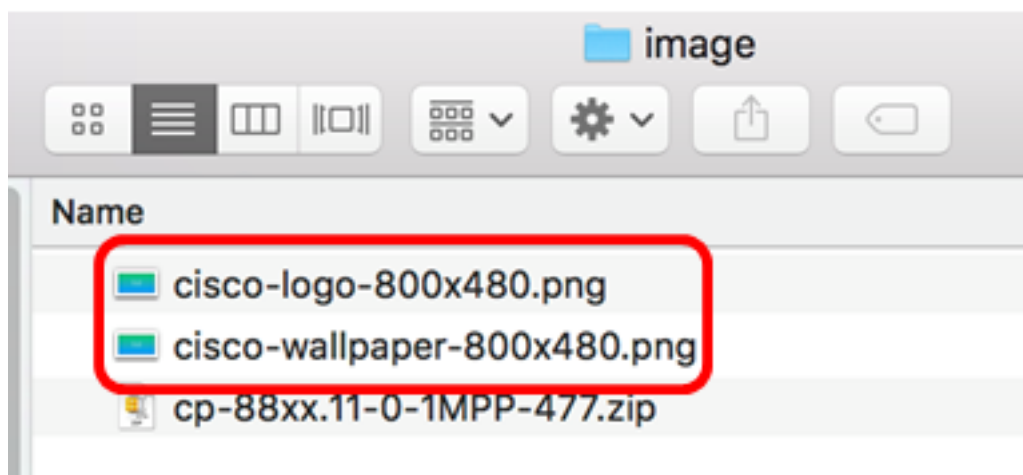 image
Name
cisco-logo-800x480.png
cisco-wallpaper-800x480.png
cp-88xx.11-0-1MPP-477.zip